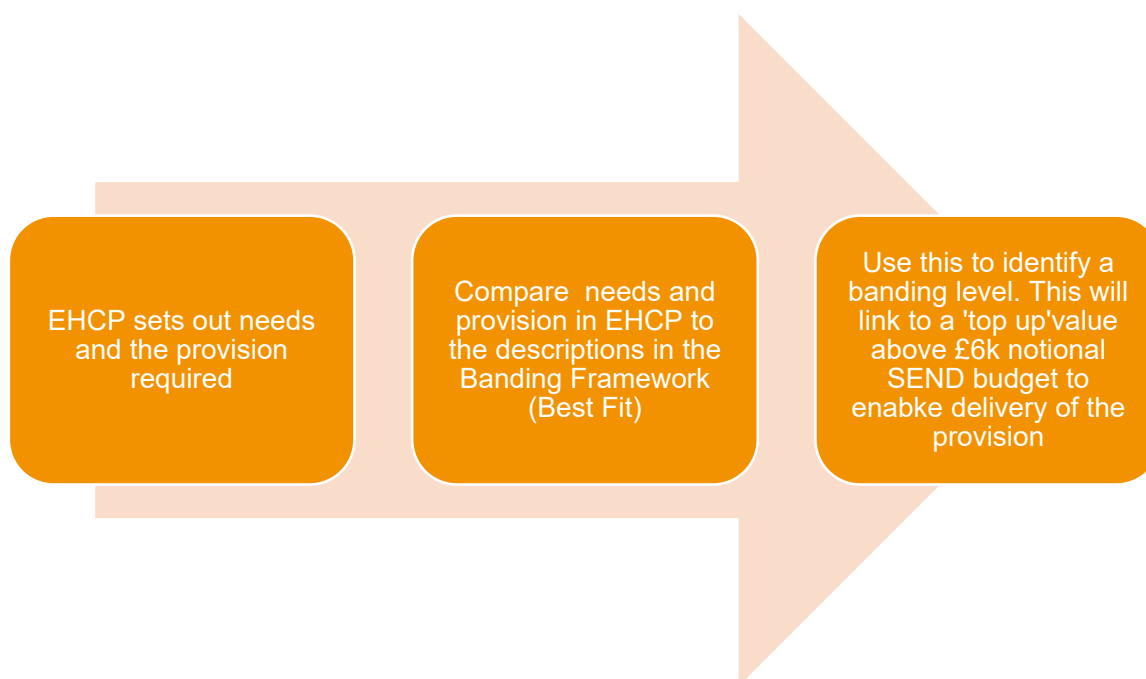 EHCP sets out needs
and the provision
required
Compare  needs and
provision in EHCP to
the descriptions in the
Banding Framework
(Best Fit)
Use this to identify a
banding level. This will
link to a 'top up'value
above £6k notional
SEND budget to
enabke delivery of the
provision